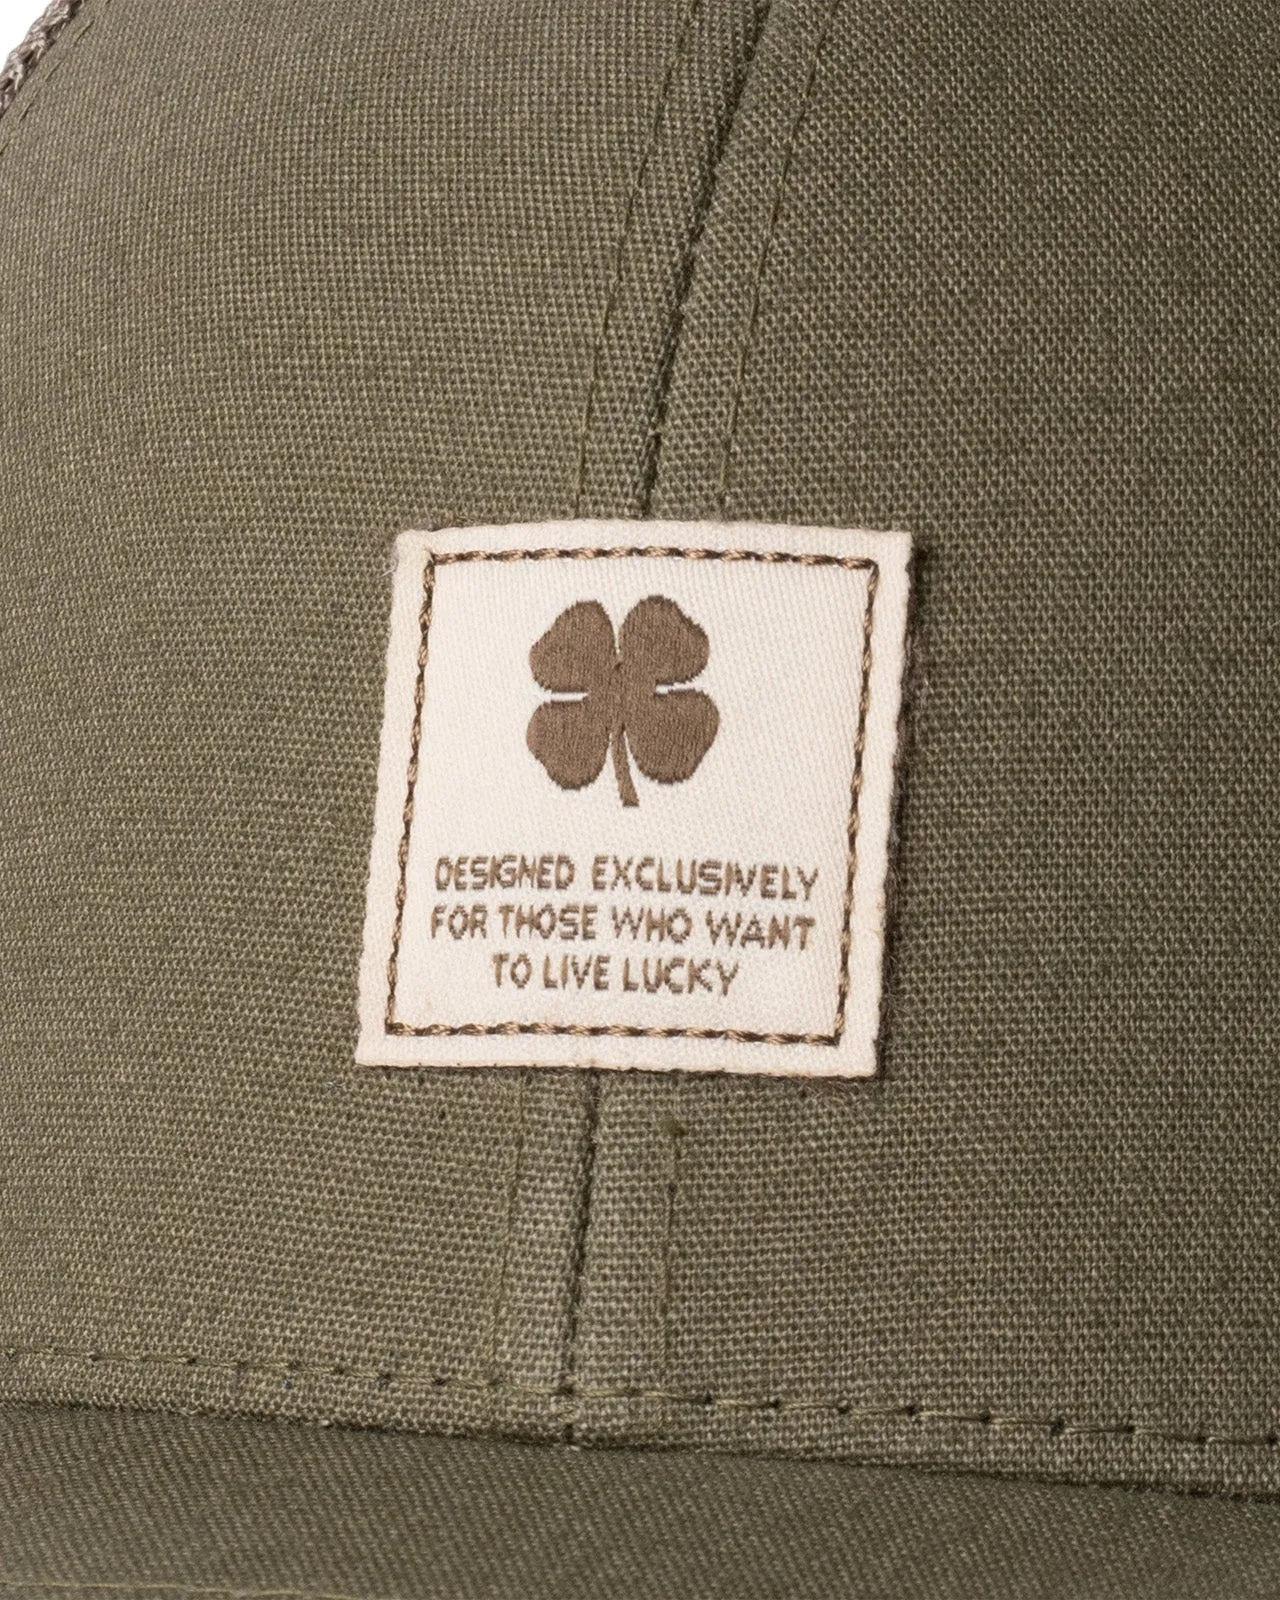 DESIGNED EXCLUSIVELY
FOR THOSE WHO WANT
TO LIVE LUCKY